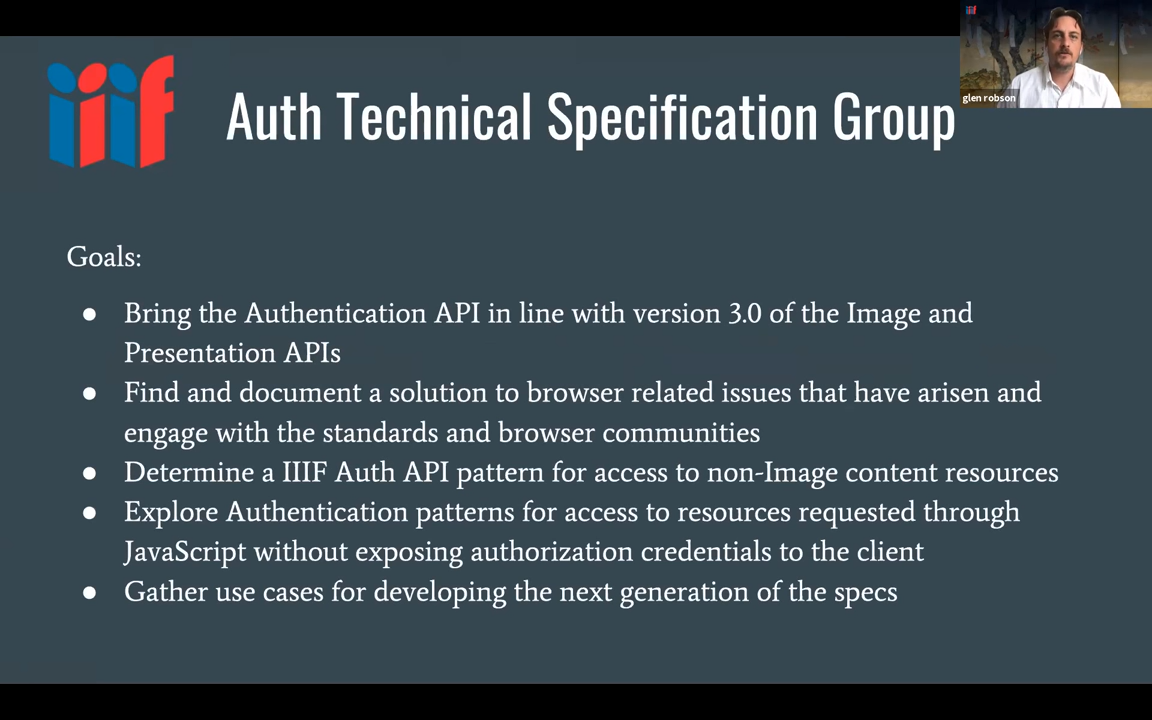 iiif
iiif
glen robson
Auth Technical Specification Group
Goals:
● Bring the Authentication API in line with version 3.0 of the Image and
Presentation APIs
● Find and document a solution to browser related issues that have arisen and
engage with the standards and browser communities
● Determine a IIIF Auth API pattern for access to non-Image content resources
● Explore Authentication patterns for access to resources requested through
JavaScript without exposing authorization credentials to the client
● Gather use cases for developing the next generation of the specs